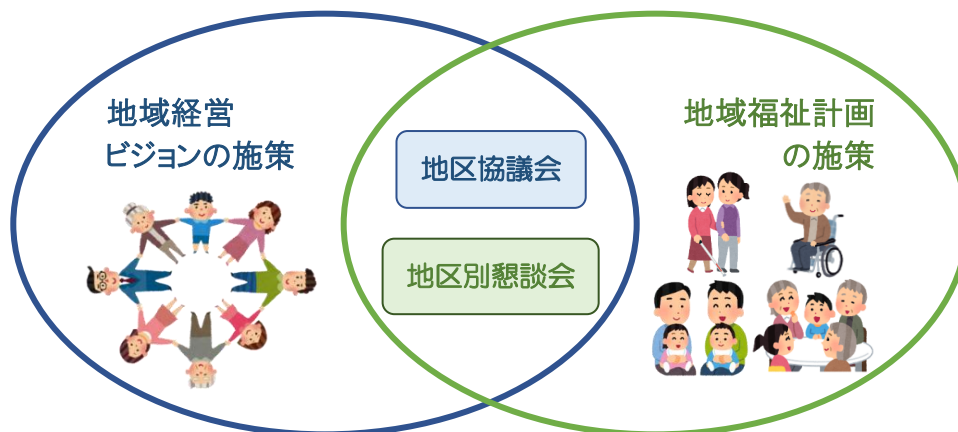 地域経営
ビジョンの施策
地区協議会
地区別懇談会
地域福祉計画
の施策